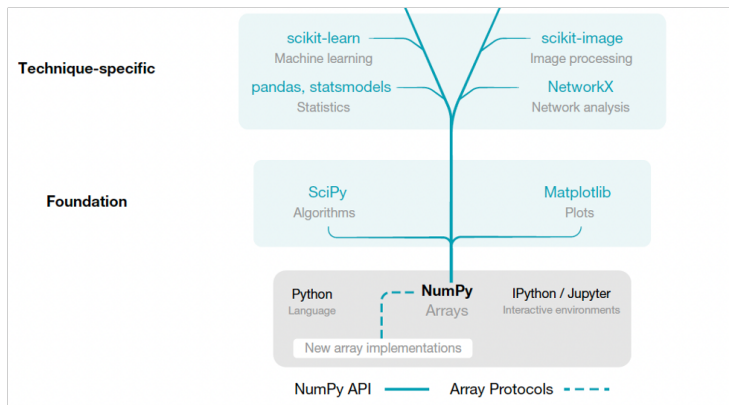 scikit-learn
Machine learning
scikit-image
Image processing
Technique-specific
pandas, statsmodels
Statistics
NetworkX
Network analysis
Foundation
SciPy
Algorithms
Matplotlib
Plots
Python
Language
NumPy
Arrays
IPython / Jupyter
Interactive environments
New array implementations
NumPy API
Array Protocols